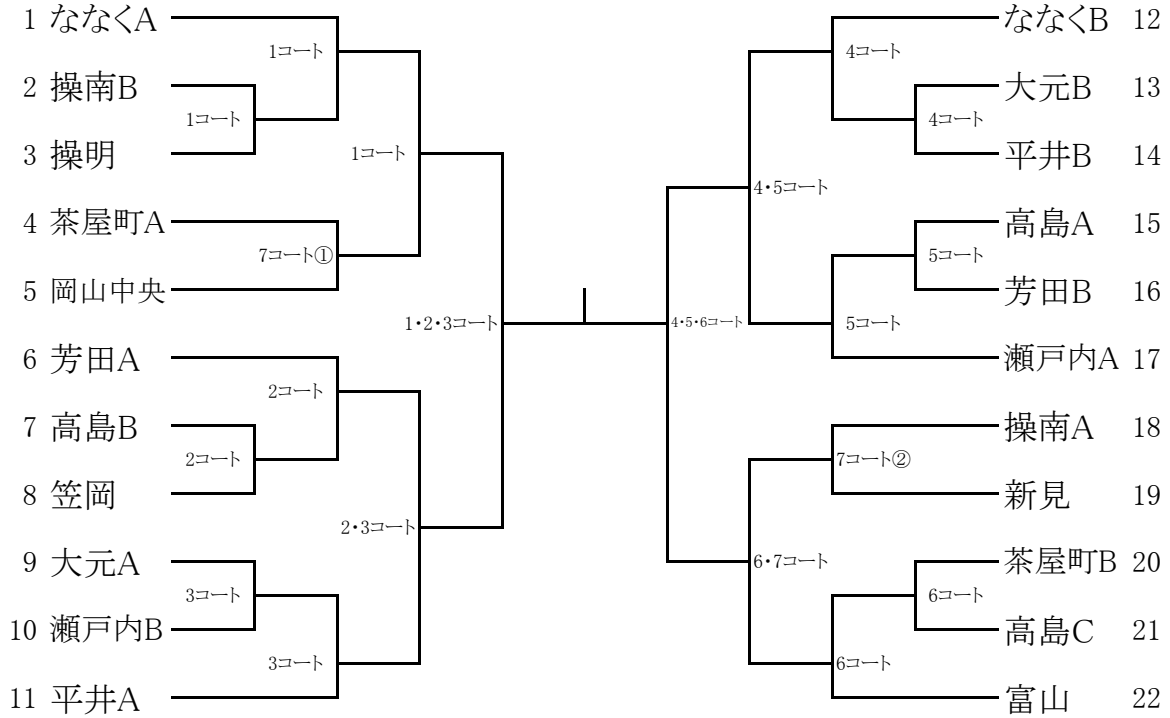 1 ななくA
1コート
2 操南B
1コート
3 操明
1コート
4 茶屋町A
7コート①
5 岡山中央
1・2・3コート
6 芳田A
2コート
7 高島B
2コート
8 笠岡
2・3コート
9 大元A
3コート
10 瀬戸内B
3コート
11 平井A
ななくB 12
4コート
大元B 13
4コート
平井B 14
4・5コート
高島A 15
5コート
芳田B 16
5コート
4・5・6コート
瀬戸内A 17
操南A 18
7コート②
新見 19
6・7コート
茶屋町B 20
6コート
高島C 21
6コート
富山 22